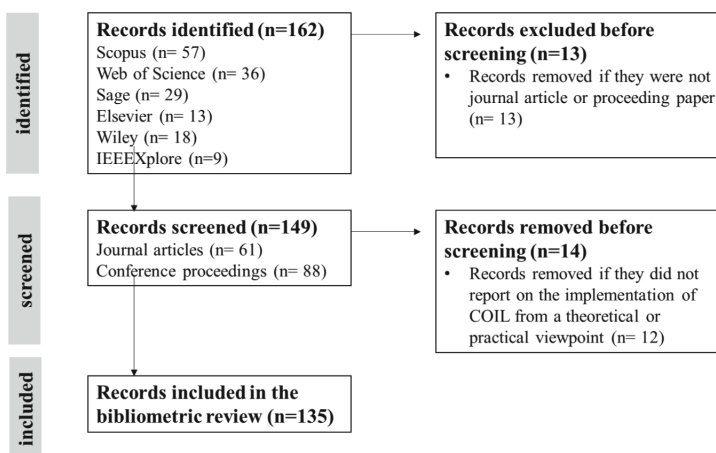 identified
Records identified (n=162)
Scopus (n= 57)
Web of Science (n= 36)
Sage (n= 29)
Elsevier (n= 13)
Wiley (n= 18)
IEEEXplore (n=9)
Records excluded before
screening (n=13)
• Records removed if they were not
journal article or proceeding paper
(n= 13)
screened
Records screened (n=149)
Journal articles (n= 61)
Conference proceedings (n= 88)
Records removed before
screening (n=14)
• Records removed if they did not
report on the implementation of
COIL from a theoretical or
practical viewpoint (n= 12)
included
Records included in the
bibliometric review (n=135)